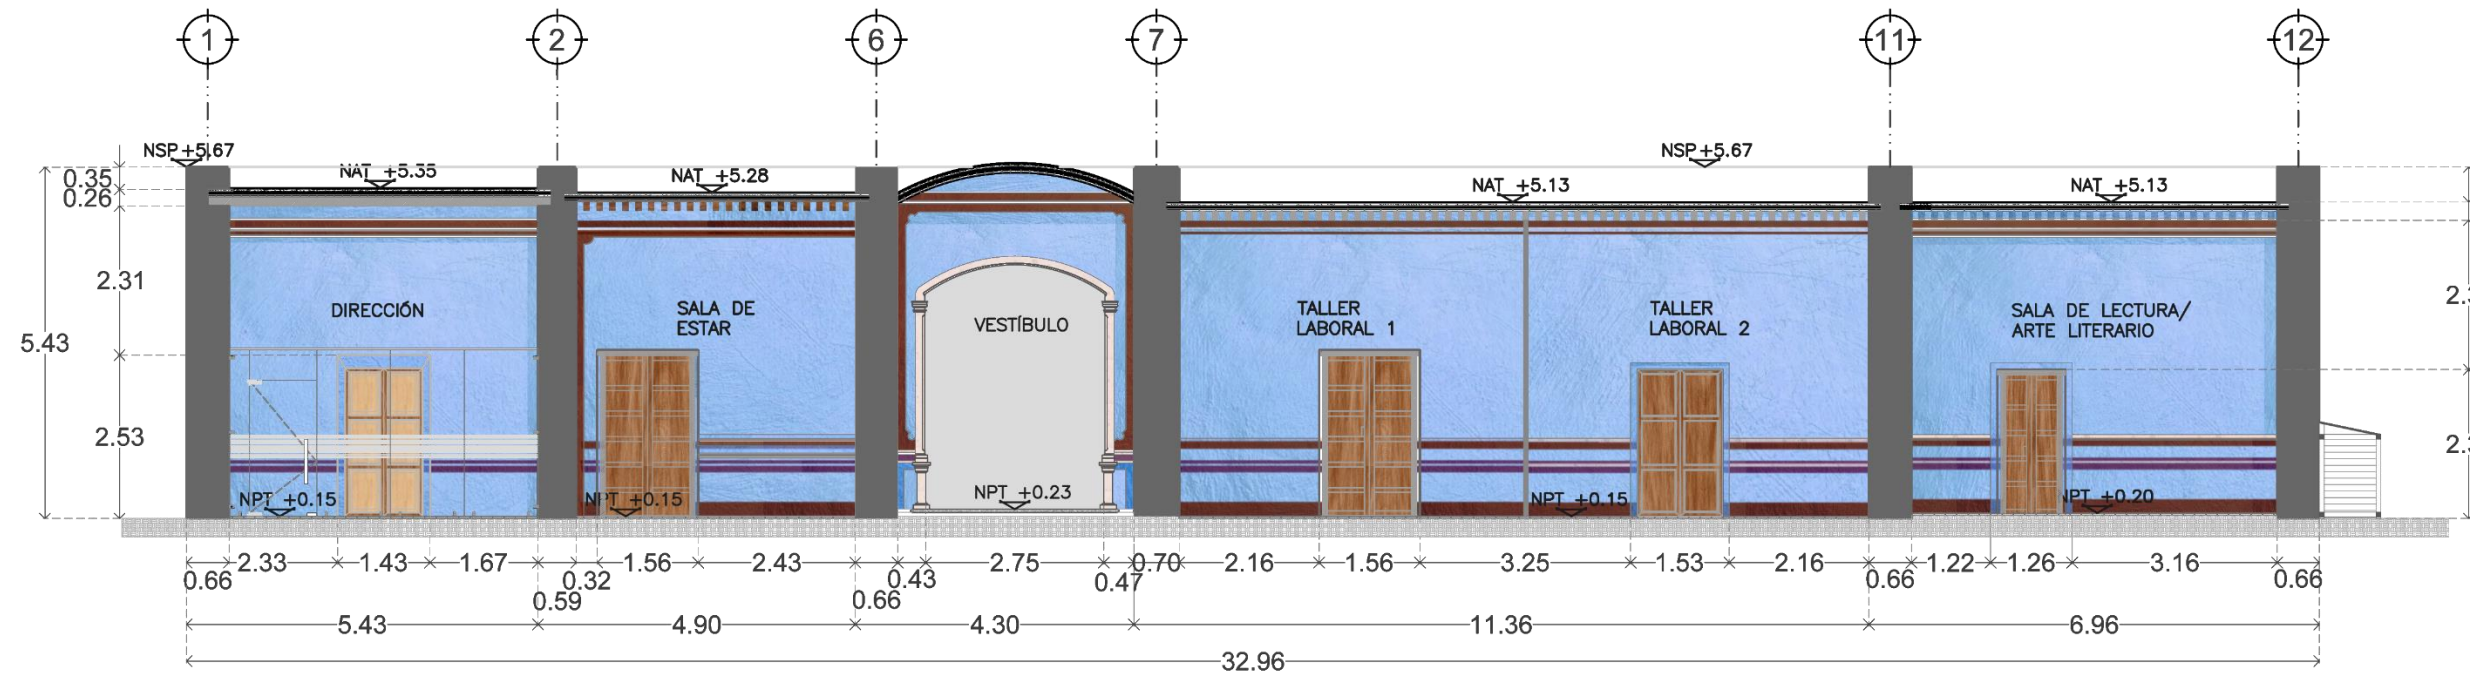 1 2 6 7 11 12
NSP +5.67
NSP +5.67
NAT +5.35
NAT +5.28
NAT +5.13
NAT +5.13
0.35
0.26
2.31
5.43
2.53
DIRECCIÓN
SALA DE
ESTAR
VESTÍBULO
TALLER
LABORAL 1
TALLER
LABORAL 2
SALA DE LECTURA/
ARTE LITERARIO
NPT +0.15
NPT +0.15
NPT +0.23
NPT +0.15
NPT +0.20
2.33 1.43 1.67 1.56 2.43 2.75 0.70 2.16 1.56 3.25 1.53 2.16 1.22 1.26 3.16
0.66 0.32 0.43 0.47 0.66 0.66
0.59 0.66
5.43 4.90 4.30 11.36 6.96
32.96